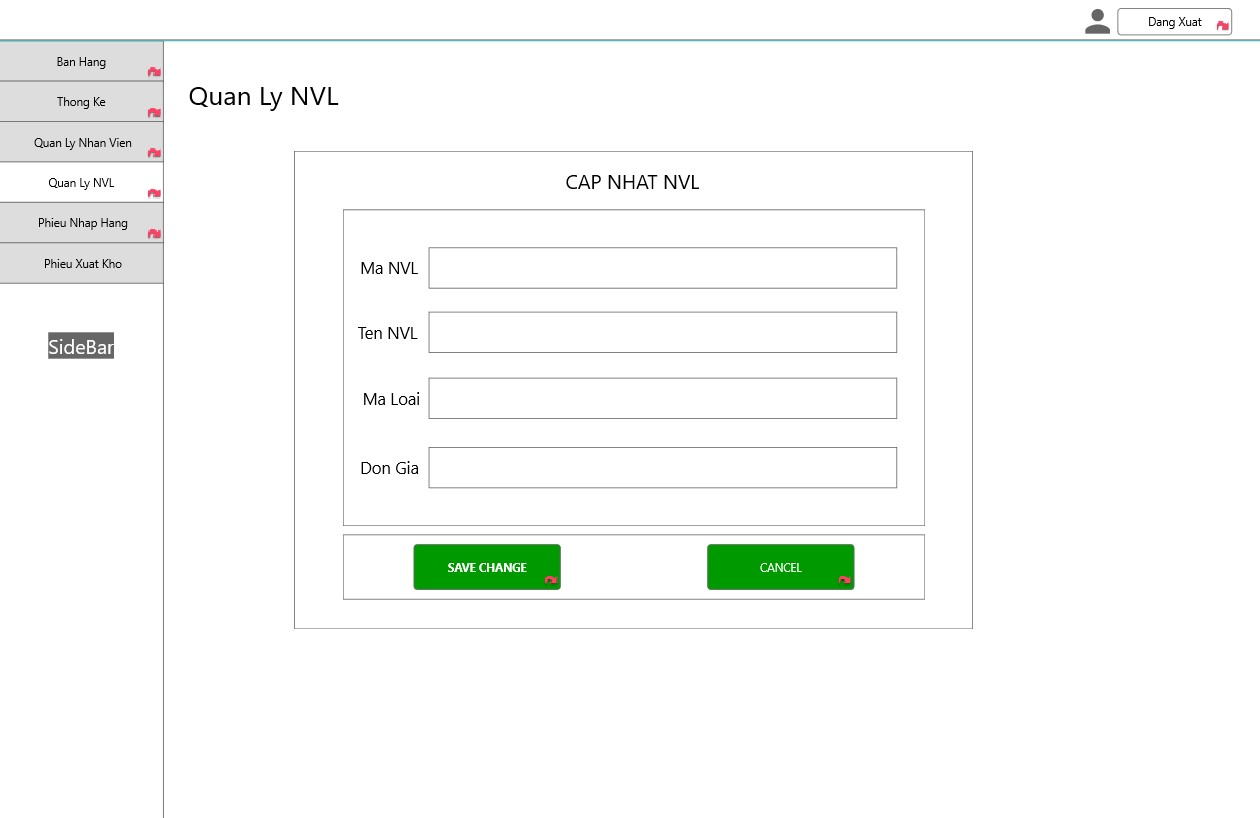 Dang Xuat
Ban Hang
Thong Ke
Quan Ly Nhan Vien
Quan Ly NVL
Phieu Nhap Hang
Phieu Xuat Kho
SideBar
Quan Ly NVL
CAP NHAT NVL
Ma NVL
Ten NVL
Ma Loai
Don Gia
SAVE CHANGE
CANCEL